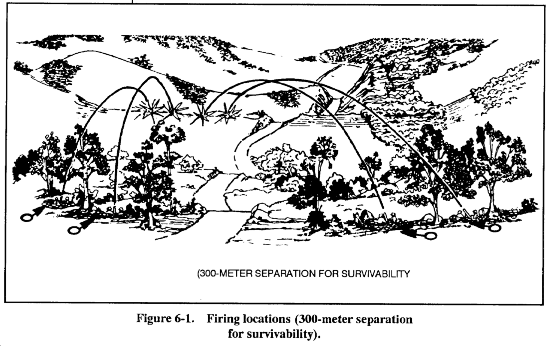 (300-METER SEPARATION FOR SURVIVABILITY
Figure 6-1. Firing locations (300-meter separation
for survivability).